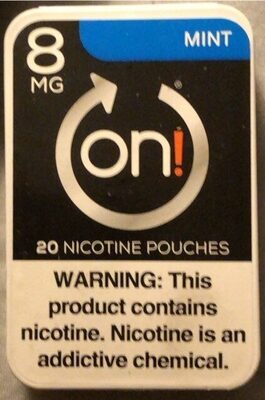 8
MG
MINT
on!
®
20 NICOTINE POUCHES
WARNING: This
product contains
nicotine. Nicotine is an
addictive chemical.